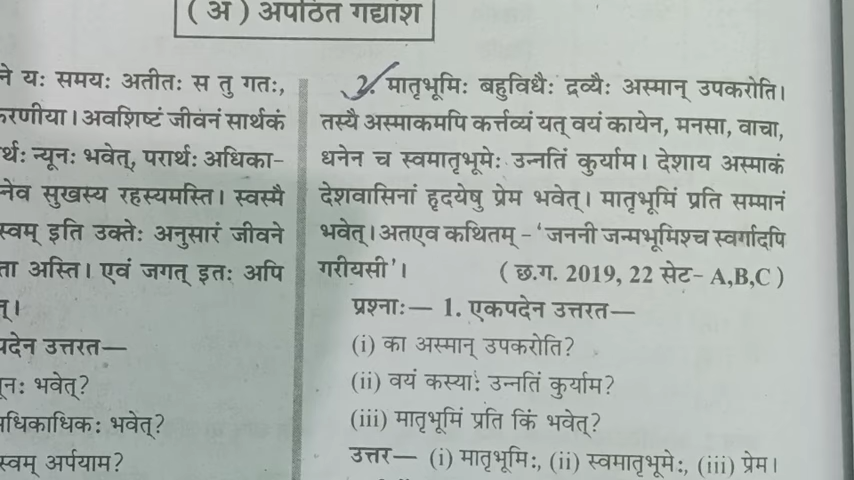 ( अ ) अपठित गद्यांश
ने यः समयः अतीतः स तु गतः,
करणीया। अवशिष्टं जीवनं सार्थकं
र्थः न्यूनः भवेत्, परार्थः अधिका-
नेव सुखस्य रहस्यमस्ति। स्वस्मै
स्वम् इति उक्तेः अनुसारं जीवने
ता अस्ति। एवं जगत् इतः अपि
त्।
पदेन उत्तरत—
नः भवेत्?
धिकाधिकः भवेत्?
स्वम् अर्पयाम?
2. मातृभूमिः बहुविधैः द्रव्यैः अस्मान् उपकरोति।
तस्यै अस्माकमपि कर्त्तव्यं यत् वयं कायेन, मनसा, वाचा,
धनेन च स्वमातृभूमेः उन्नतिं कुर्याम। देशाय अस्माकं
देशवासिनां हृदयेषु प्रेम भवेत्। मातृभूमिं प्रति सम्मानं
भवेत्। अतएव कथितम् - 'जननी जन्मभूमिश्च स्वर्गादपि
गरीयसी'। ( छ.ग. 2019, 22 सेट- A,B,C )
प्रश्नाः— 1. एकपदेन उत्तरत—
(i) का अस्मान् उपकरोति?
(ii) वयं कस्याः उन्नतिं कुर्याम?
(iii) मातृभूमिं प्रति किं भवेत्?
उत्तर— (i) मातृभूमिः, (ii) स्वमातृभूमेः, (iii) प्रेम।